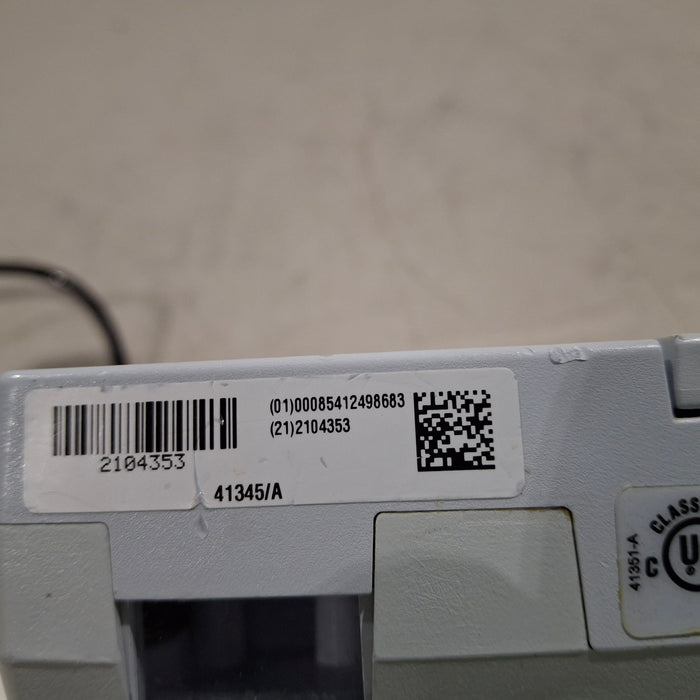 (01)00085412498683
(21)2104353
2104353
41345/A
CLASS
C U
41351-A